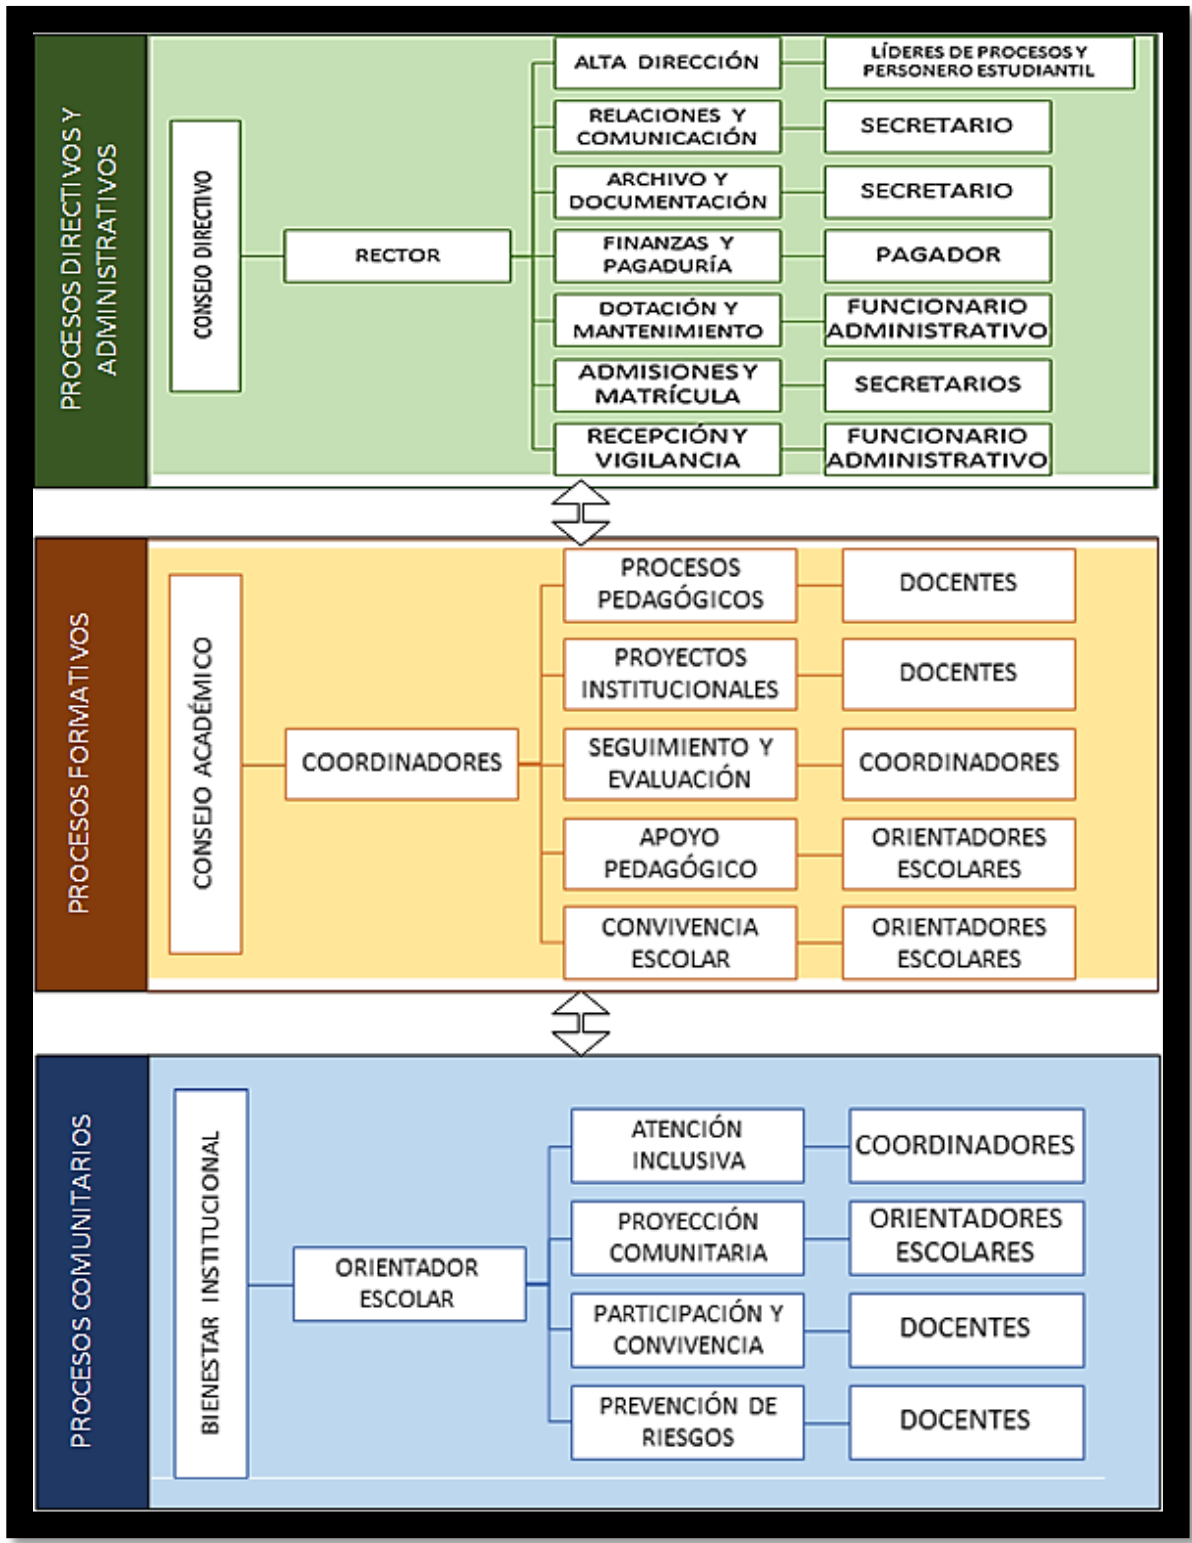 PROCESOS DIRECTIVOS Y
ADMINISTRATIVOS
CONSEJO DIRECTIVO
RECTOR
ALTA DIRECCIÓN
LÍDERES DE PROCESOS Y
PERSONERO ESTUDIANTIL
RELACIONES Y
COMUNICACIÓN
SECRETARIO
ARCHIVO Y
DOCUMENTACIÓN
SECRETARIO
FINANZAS Y
PAGADURÍA
PAGADOR
DOTACIÓN Y
MANTENIMIENTO
FUNCIONARIO
ADMINISTRATIVO
ADMISIONES Y
MATRÍCULA
SECRETARIOS
RECEPCIÓN Y
VIGILANCIA
FUNCIONARIO
ADMINISTRATIVO
PROCESOS FORMATIVOS
CONSEJO ACADÉMICO
COORDINADORES
PROCESOS
PEDAGÓGICOS
DOCENTES
PROYECTOS
INSTITUCIONALES
DOCENTES
SEGUIMIENTO Y
EVALUACIÓN
COORDINADORES
APOYO
PEDAGÓGICO
ORIENTADORES
ESCOLARES
CONVIVENCIA
ESCOLAR
ORIENTADORES
ESCOLARES
PROCESOS COMUNITARIOS
BIENESTAR INSTITUCIONAL
ORIENTADOR
ESCOLAR
ATENCIÓN
INCLUSIVA
COORDINADORES
PROYECCIÓN
COMUNITARIA
ORIENTADORES
ESCOLARES
PARTICIPACIÓN Y
CONVIVENCIA
DOCENTES
PREVENCIÓN DE
RIESGOS
DOCENTES